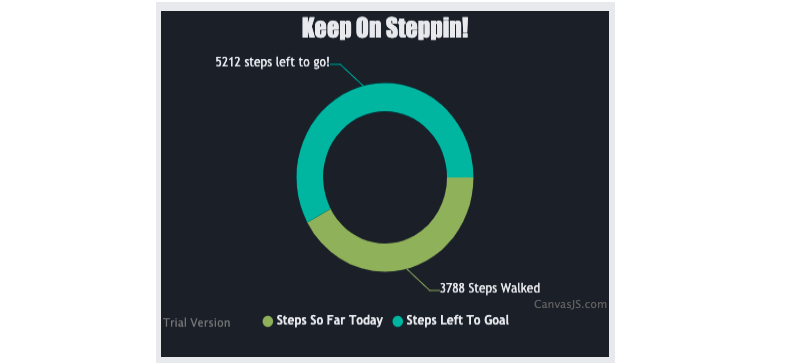 Keep On Steppin!
5212 steps left to go!
3788 Steps Walked
CanvasJS.com
Trial Version
Steps So Far Today
Steps Left To Goal